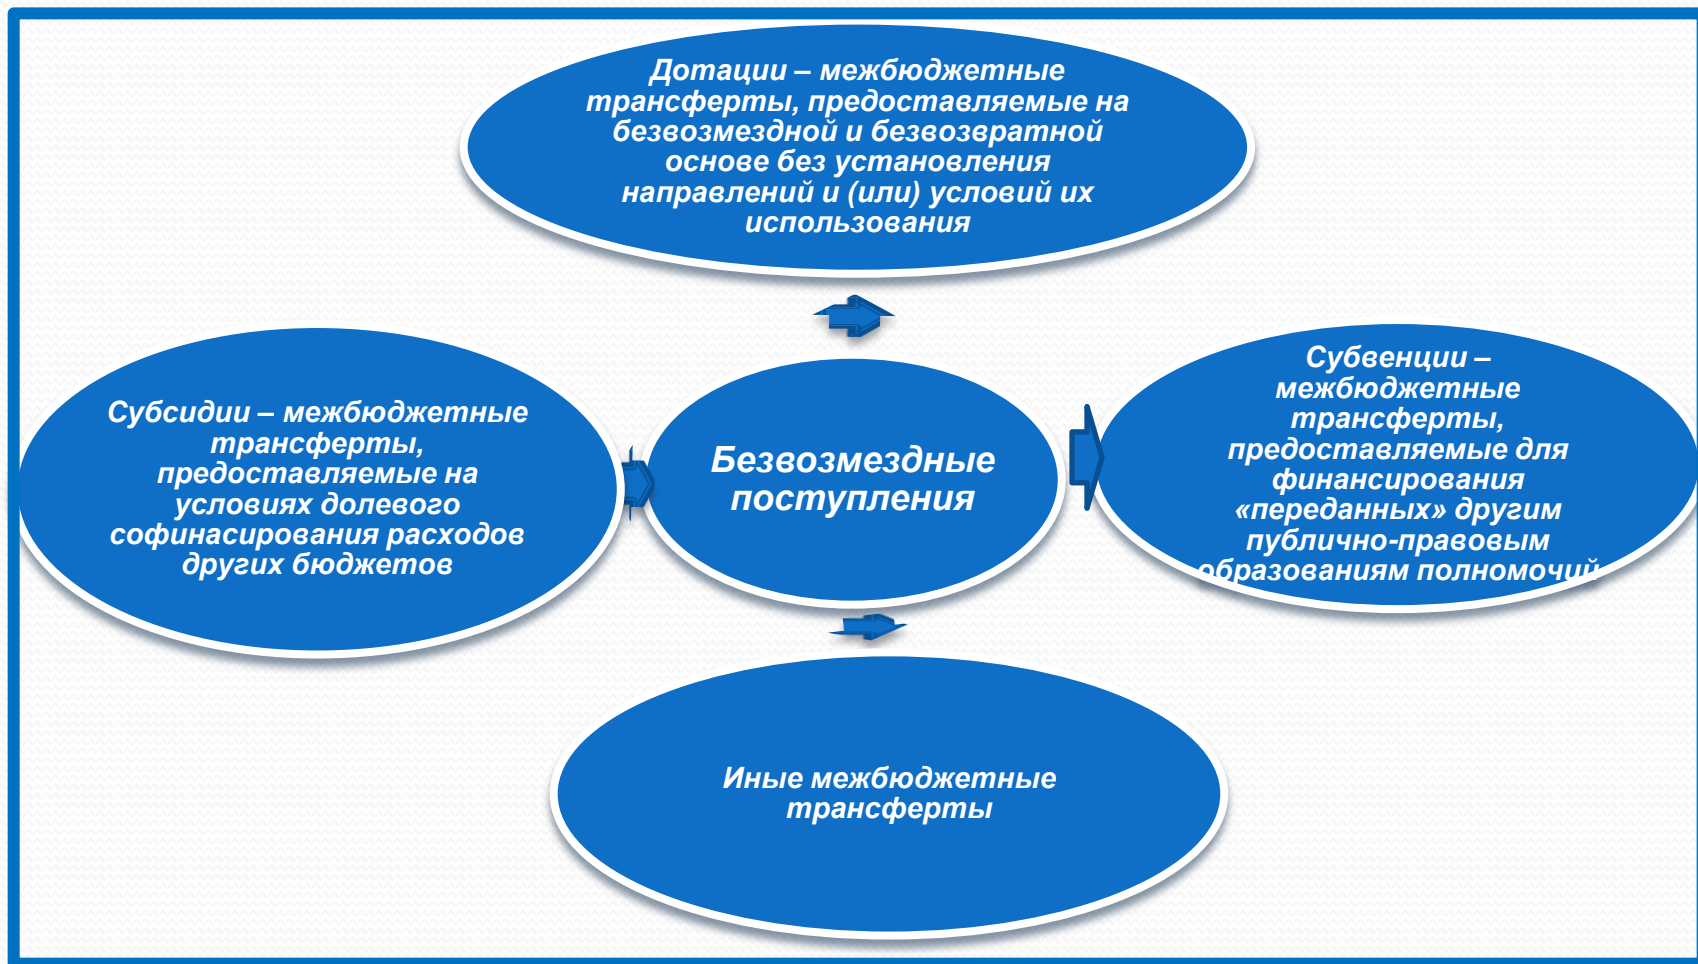 Дотации – межбюджетные
трансферты, предоставляемые на
безвозмездной и безвозвратной
основе без установления
направлений и (или) условий их
использования
Субсидии – межбюджетные
трансферты,
предоставляемые на
условиях долевого
софинасирования расходов
других бюджетов
Безвозмездные
поступления
Субвенции –
межбюджетные
трансферты,
предоставляемые для
финансирования
«переданных» другим
публично-правовым
образованиям полномочий
Иные межбюджетные
трансферты